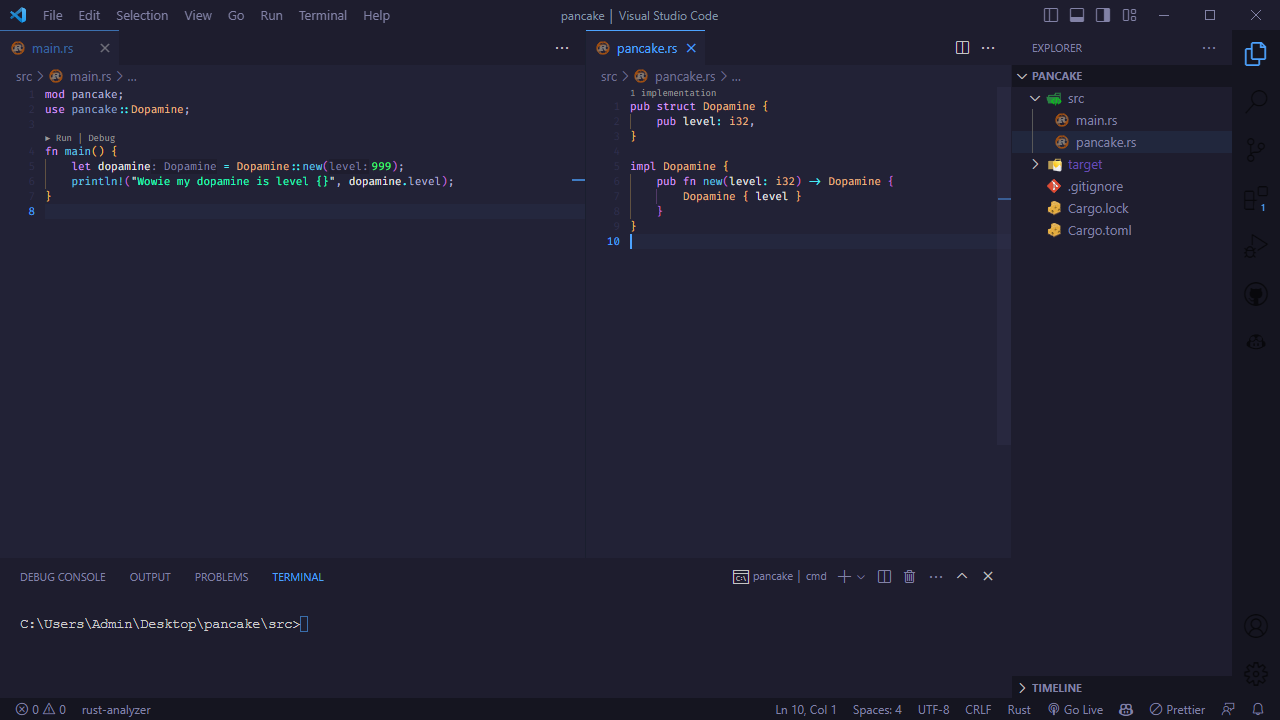 File Edit Selection View Go Run Terminal Help pancake | Visual Studio Code
main.rs
src > main.rs > ...
1 mod pancake;
2 use pancake::Dopamine;
3
▶ Run | Debug
4 fn main() {
5 let dopamine: Dopamine = Dopamine::new(level:999);
6 println!("Wowie my dopamine is level {}", dopamine.level);
7 }
8
pancake.rs
src > pancake.rs > ...
1 implementation
1 pub struct Dopamine {
2 pub level: i32,
3 }
4
5 impl Dopamine {
6 pub fn new(level: i32) → Dopamine {
7 Dopamine { level }
8 }
9 }
10
EXPLORER
PANCAKE
src
main.rs
pancake.rs
target
.gitignore
Cargo.lock
Cargo.toml
1
TIMELINE
DEBUG CONSOLE OUTPUT PROBLEMS TERMINAL
pancake | cmd
C:\Users\Admin\Desktop\pancake\src>
0 0 rust-analyzer Ln 10, Col 1 Spaces: 4 UTF-8 CRLF Rust Go Live Prettier